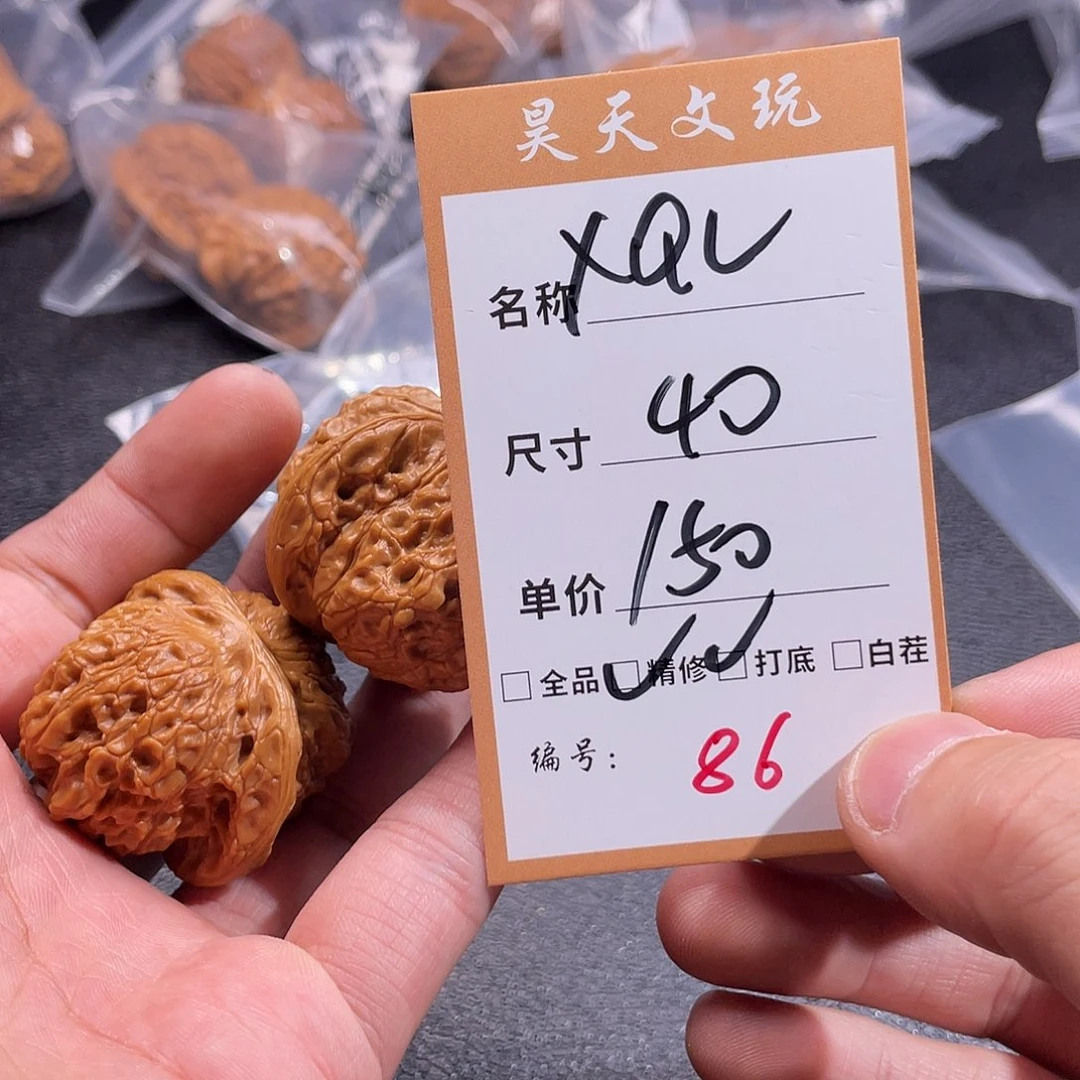 昊天文玩
名称 XQL
尺寸 40
单价 150
□ 全品 ☑ 精修 ☑ 打底 □ 白茬
编号: 86